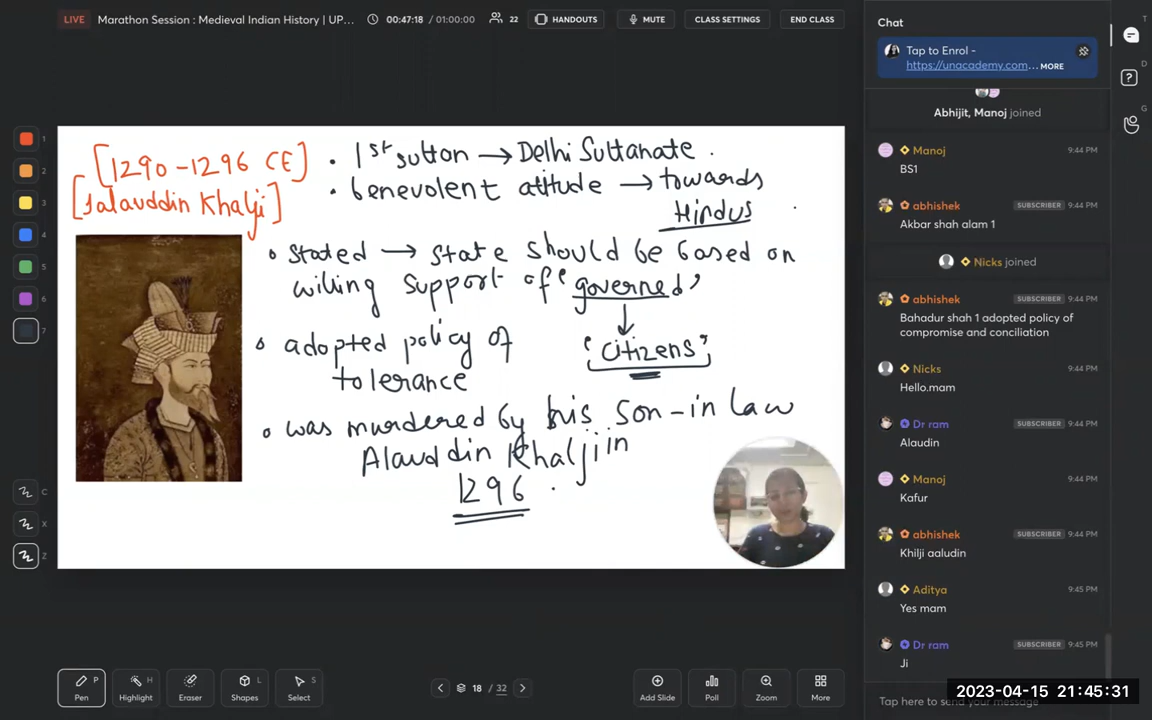 LIVE
Marathon Session : Medieval Indian History | UP...
00:47:18 / 01:00:00
22
HANDOUTS
MUTE
CLASS SETTINGS
END CLASS
[1290-1296 CE]
[Jalauddin Khalji]
• 1st sultan → Delhi Sultanate.
• benevolent attitude → towards
Hindus
• Stated → State should be based on
willing support of 'governed'
'Citizens'
• adopted policy of
tolerance
• was murdered by his Son-in law
Alauddin Khalji in
1296.
1
2
3
4
5
6
7
C
X
Z
Pen P
Highlight H
Eraser E
Shapes L
Select S
18 / 32
Add Slide
Poll
Zoom
More
Chat
Tap to Enrol -
https://unacademy.com... MORE
Abhijit, Manoj joined
Manoj 9:44 PM
BS1
abhishek SUBSCRIBER 9:44 PM
Akbar shah alam 1
Nicks joined
abhishek SUBSCRIBER 9:44 PM
Bahadur shah 1 adopted policy of
compromise and conciliation
Nicks 9:44 PM
Hello.mam
Dr ram SUBSCRIBER 9:44 PM
Alaudin
Manoj 9:44 PM
Kafur
abhishek SUBSCRIBER 9:44 PM
Khilji aaludin
Aditya 9:45 PM
Yes mam
Dr ram SUBSCRIBER 9:45 PM
Ji
Tap here to send your message
2023-04-15 21:45:31
T
D
G